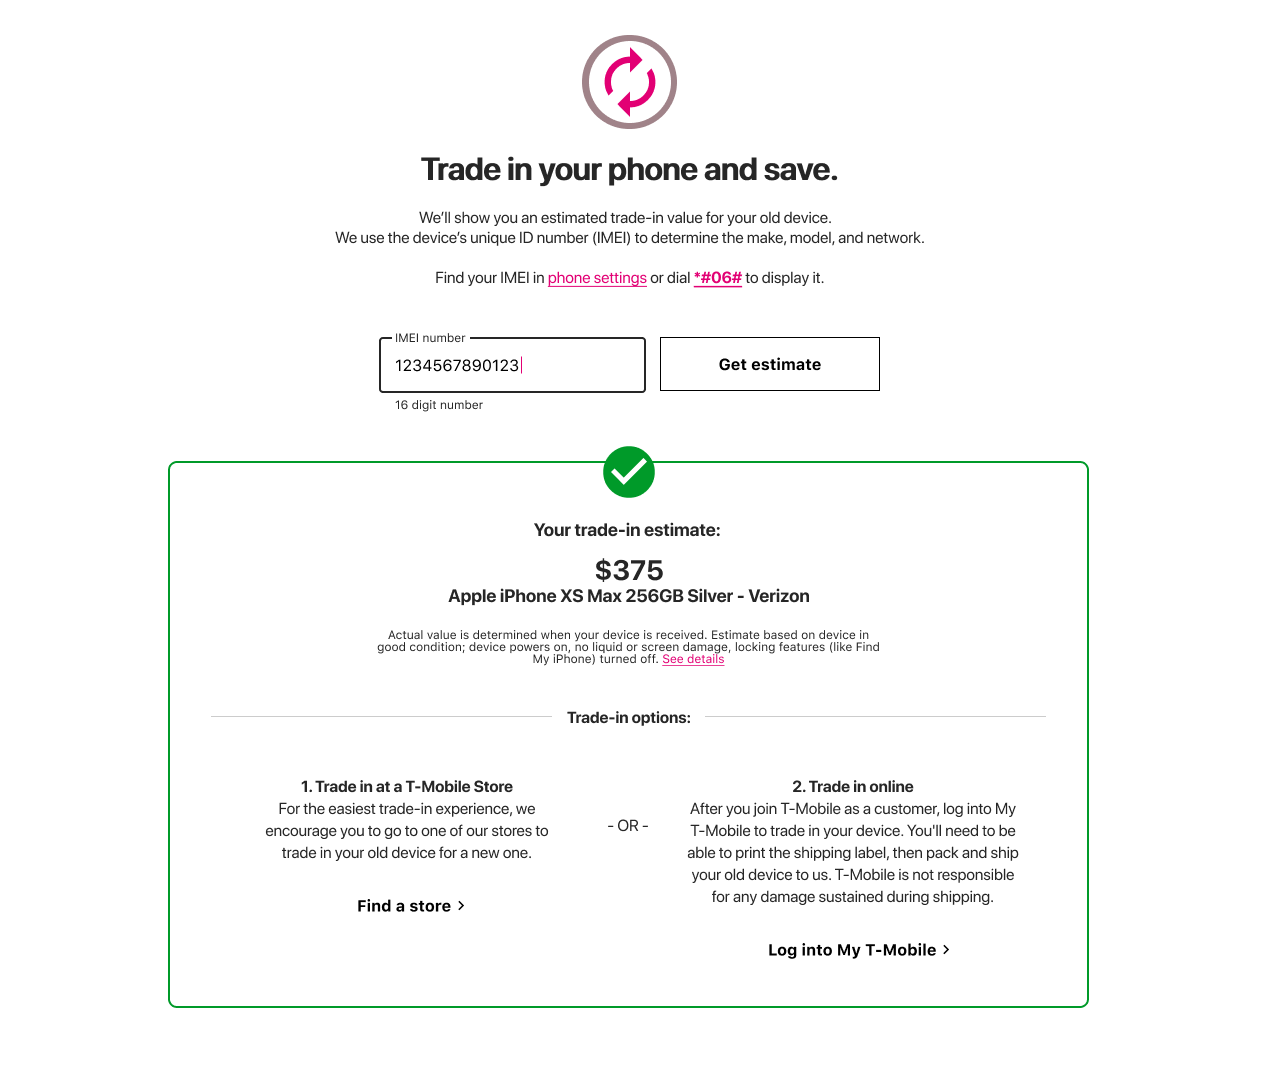 Trade in your phone and save.
We’ll show you an estimated trade-in value for your old device.
We use the device’s unique ID number (IMEI) to determine the make, model, and network.
Find your IMEI in phone settings or dial *#06# to display it.
IMEI number
1234567890123
Get estimate
16 digit number
Your trade-in estimate:
$375
Apple iPhone XS Max 256GB Silver - Verizon
Actual value is determined when your device is received. Estimate based on device in
good condition; device powers on, no liquid or screen damage, locking features (like Find
My iPhone) turned off. See details
Trade-in options:
1. Trade in at a T-Mobile Store
For the easiest trade-in experience, we
encourage you to go to one of our stores to
trade in your old device for a new one.
Find a store >
- OR -
2. Trade in online
After you join T-Mobile as a customer, log into My
T-Mobile to trade in your device. You'll need to be
able to print the shipping label, then pack and ship
your old device to us. T-Mobile is not responsible
for any damage sustained during shipping.
Log into My T-Mobile >